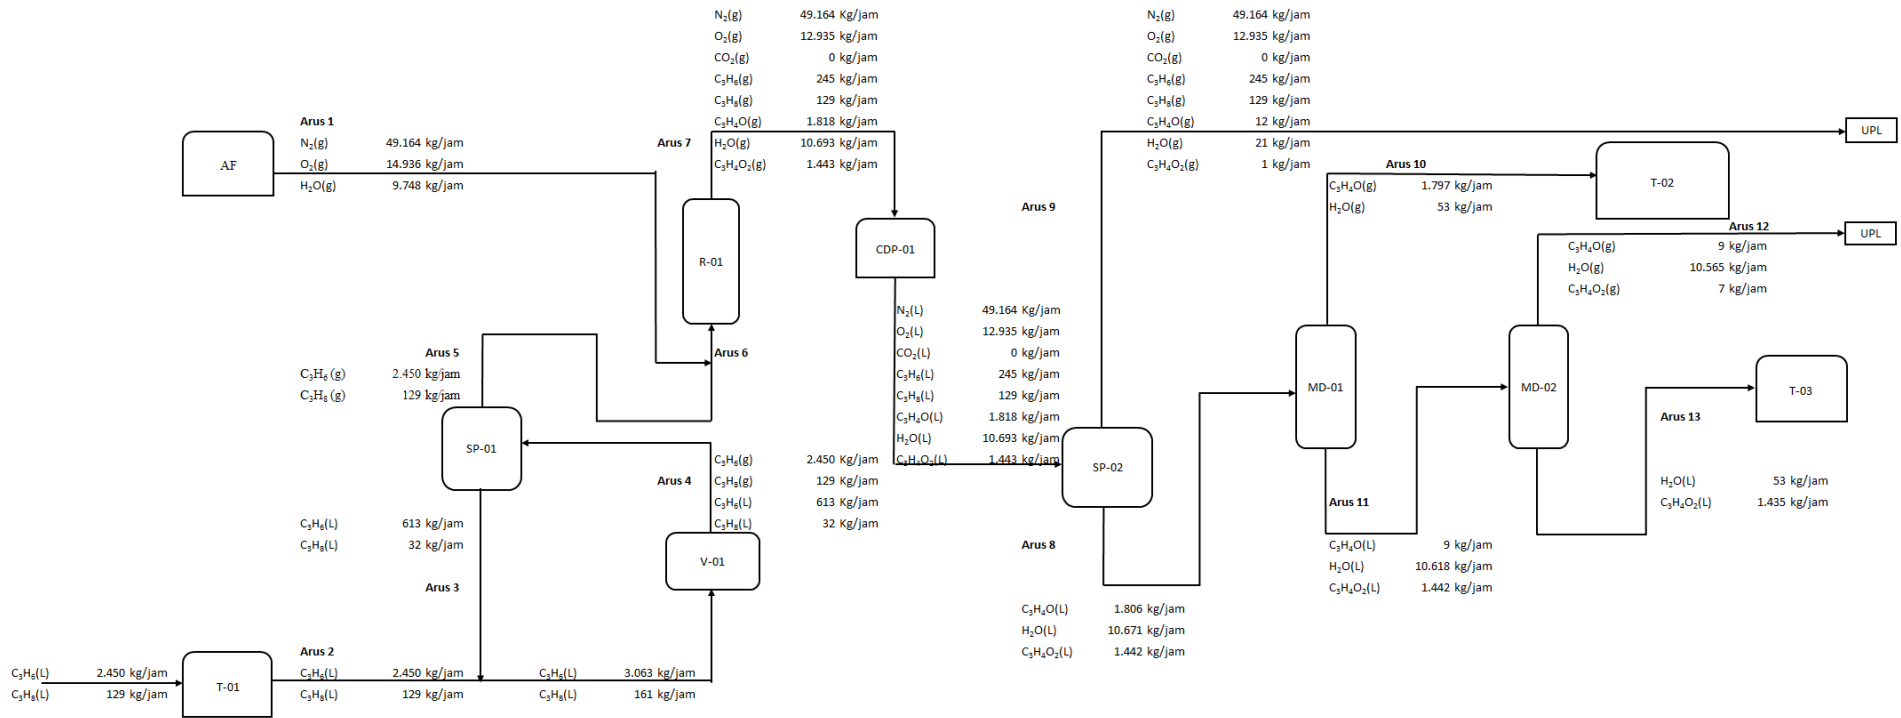 N₂(g) 49.164 Kg/jam
O₂(g) 12.935 kg/jam
CO₂(g) 0 kg/jam
C₃H₆(g) 245 kg/jam
C₃H₈(g) 129 kg/jam
C₃H₄O(g) 1.818 kg/jam
Arus 7 H₂O(g) 10.693 kg/jam
C₃H₄O₂(g) 1.443 kg/jam
N₂(g) 49.164 kg/jam
O₂(g) 12.935 kg/jam
CO₂(g) 0 kg/jam
C₃H₆(g) 245 kg/jam
C₃H₈(g) 129 kg/jam
C₃H₄O(g) 12 kg/jam
H₂O(g) 21 kg/jam
C₃H₄O₂(g) 1 kg/jam
UPL
Arus 1
AF
N₂(g) 49.164 kg/jam
O₂(g) 14.936 kg/jam
H₂O(g) 9.748 kg/jam
Arus 10
C₃H₄O(g) 1.797 kg/jam
H₂O(g) 53 kg/jam
T-02
Arus 9
Arus 12
UPL
C₃H₄O(g) 9 kg/jam
H₂O(g) 10.565 kg/jam
C₃H₄O₂(g) 7 kg/jam
R-01
CDP-01
N₂(L) 49.164 Kg/jam
O₂(L) 12.935 kg/jam
CO₂(L) 0 kg/jam
C₃H₆(L) 245 kg/jam
C₃H₈(L) 129 kg/jam
C₃H₄O(L) 1.818 kg/jam
H₂O(L) 10.693 kg/jam
C₃H₄O₂(L) 1.443 kg/jam
Arus 5
Arus 6
C₃H₆ (g) 2.450 kg/jam
C₃H₈ (g) 129 kg/jam
MD-01
MD-02
T-03
Arus 13
H₂O(L) 53 kg/jam
C₃H₄O₂(L) 1.435 kg/jam
SP-01
SP-02
C₃H₆(g) 2.450 Kg/jam
Arus 4 C₃H₈(g) 129 Kg/jam
C₃H₆(L) 613 Kg/jam
C₃H₈(L) 32 Kg/jam
Arus 11
C₃H₄O(L) 9 kg/jam
H₂O(L) 10.618 kg/jam
C₃H₄O₂(L) 1.442 kg/jam
C₃H₆(L) 613 kg/jam
C₃H₈(L) 32 kg/jam
V-01
Arus 8
Arus 3
C₃H₄O(L) 1.806 kg/jam
H₂O(L) 10.671 kg/jam
C₃H₄O₂(L) 1.442 kg/jam
C₃H₆(L) 2.450 kg/jam
C₃H₈(L) 129 kg/jam
T-01
Arus 2
C₃H₆(L) 2.450 kg/jam
C₃H₈(L) 129 kg/jam
C₃H₆(L) 3.063 kg/jam
C₃H₈(L) 161 kg/jam